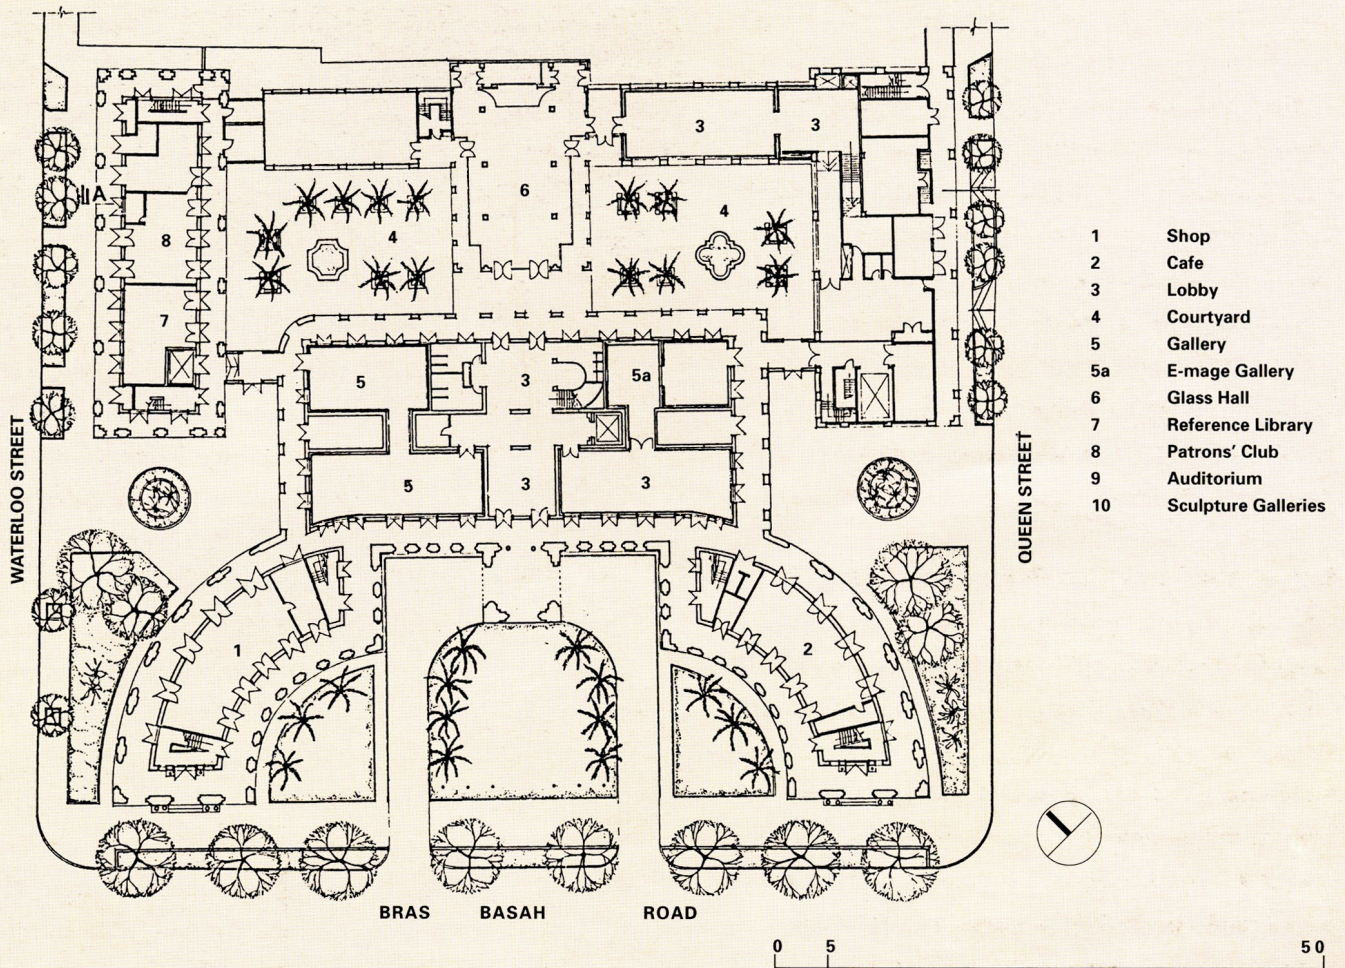 3 3
A
6
4
4
8
7
5 3 5a
5 3 3
WATERLOO STREET
QUEEN STREET
1 2
BRAS BASAH ROAD
1 Shop
2 Cafe
3 Lobby
4 Courtyard
5 Gallery
5a E-mage Gallery
6 Glass Hall
7 Reference Library
8 Patrons' Club
9 Auditorium
10 Sculpture Galleries
0 5 50